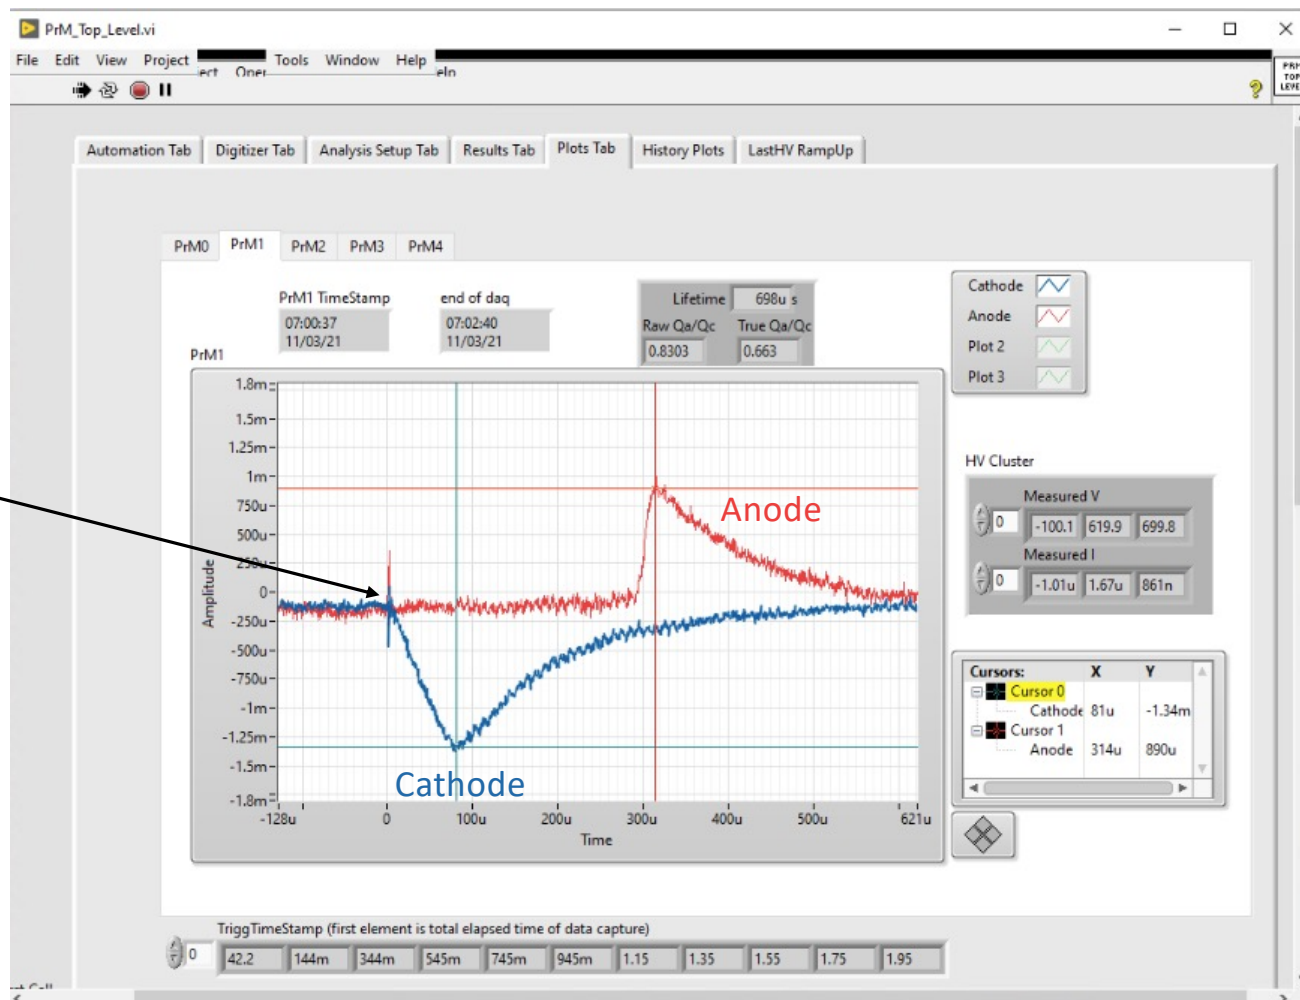 PrM_Top_Level.vi
File Edit View Project Tools Window Help
PRM
TOP
LEVE
Automation Tab Digitizer Tab Analysis Setup Tab Results Tab Plots Tab History Plots LastHV RampUp
PrM0 PrM1 PrM2 PrM3 PrM4
PrM1 TimeStamp
07:00:37
11/03/21
end of daq
07:02:40
11/03/21
Lifetime 698u s
Raw Qa/Qc True Qa/Qc
0.8303 0.663
Cathode
Anode
Plot 2
Plot 3
PrM1
1.8m
1.5m
1.25m
1m
750u
500u
250u
0
-250u
-500u
-750u
-1m
-1.25m
-1.5m
-1.8m
Amplitude
Anode
Cathode
-128u 0 100u 200u 300u 400u 500u 621u
Time
HV Cluster
Measured V
0 -100.1 619.9 699.8
Measured I
0 -1.01u 1.67u 861n
Cursors: X Y
Cursor 0
Cathode 81u -1.34m
Cursor 1
Anode 314u 890u
TriggTimeStamp (first element is total elapsed time of data capture)
0 42.2 144m 344m 545m 745m 945m 1.15 1.35 1.55 1.75 1.95